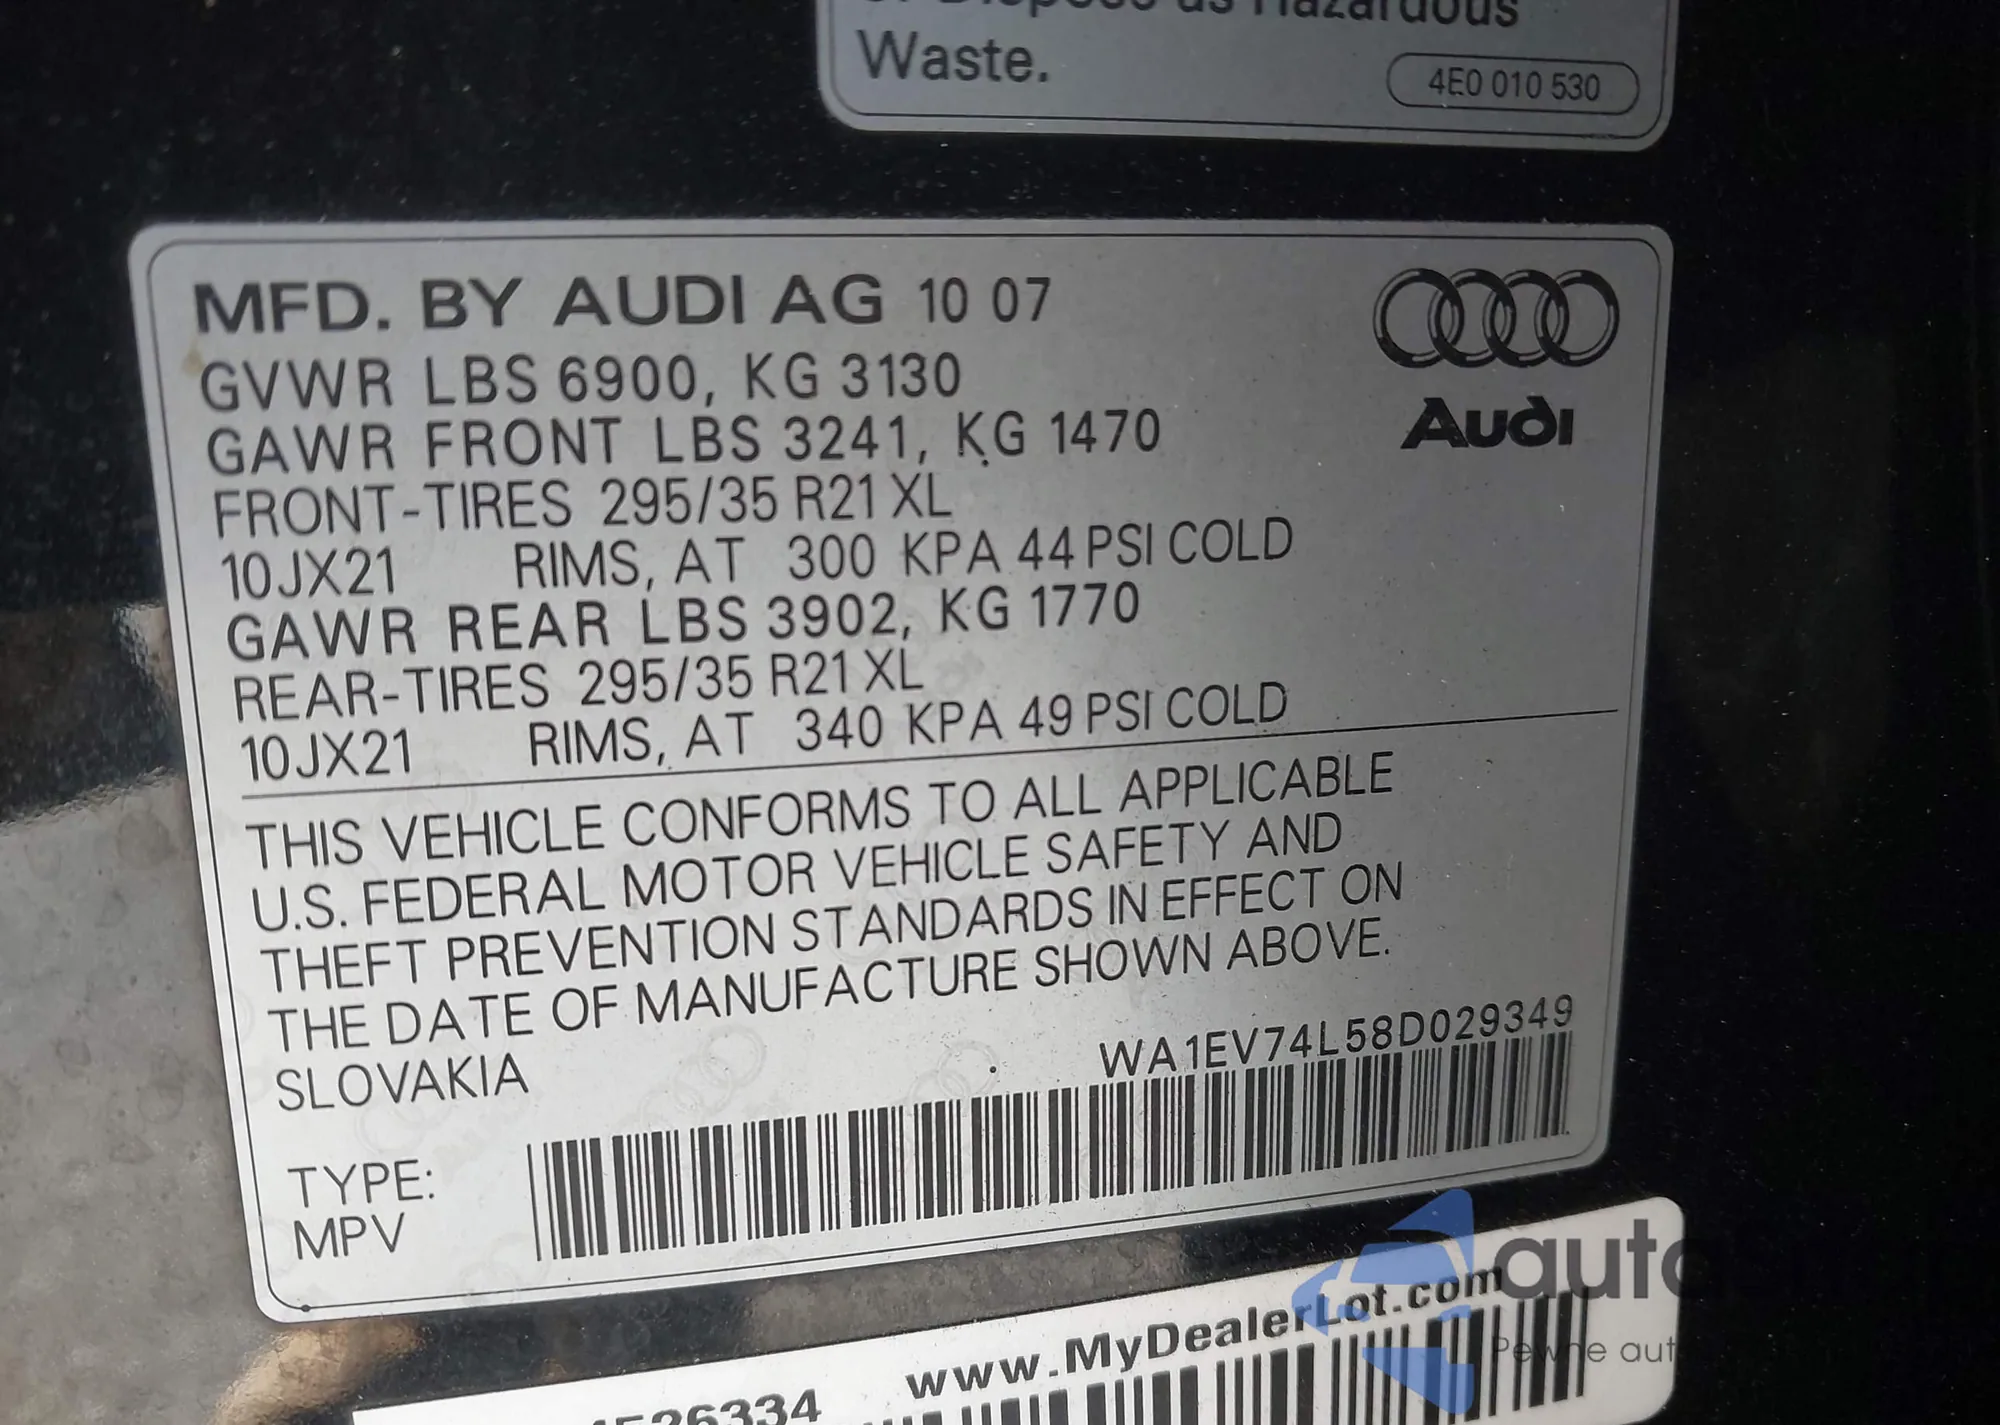 Waste.
4E0 010 530
MFD. BY AUDI AG 10 07
GVWR LBS 6900, KG 3130
GAWR FRONT LBS 3241, KG 1470
FRONT-TIRES 295/35 R21 XL
10JX21 RIMS, AT 300 KPA 44 PSI COLD
GAWR REAR LBS 3902, KG 1770
REAR-TIRES 295/35 R21 XL
10JX21 RIMS, AT 340 KPA 49 PSI COLD
Audi
THIS VEHICLE CONFORMS TO ALL APPLICABLE
U.S. FEDERAL MOTOR VEHICLE SAFETY AND
THEFT PREVENTION STANDARDS IN EFFECT ON
THE DATE OF MANUFACTURE SHOWN ABOVE.
SLOVAKIA
WA1EV74L58D029349
TYPE:
MPV
www.MyDealerLot.com